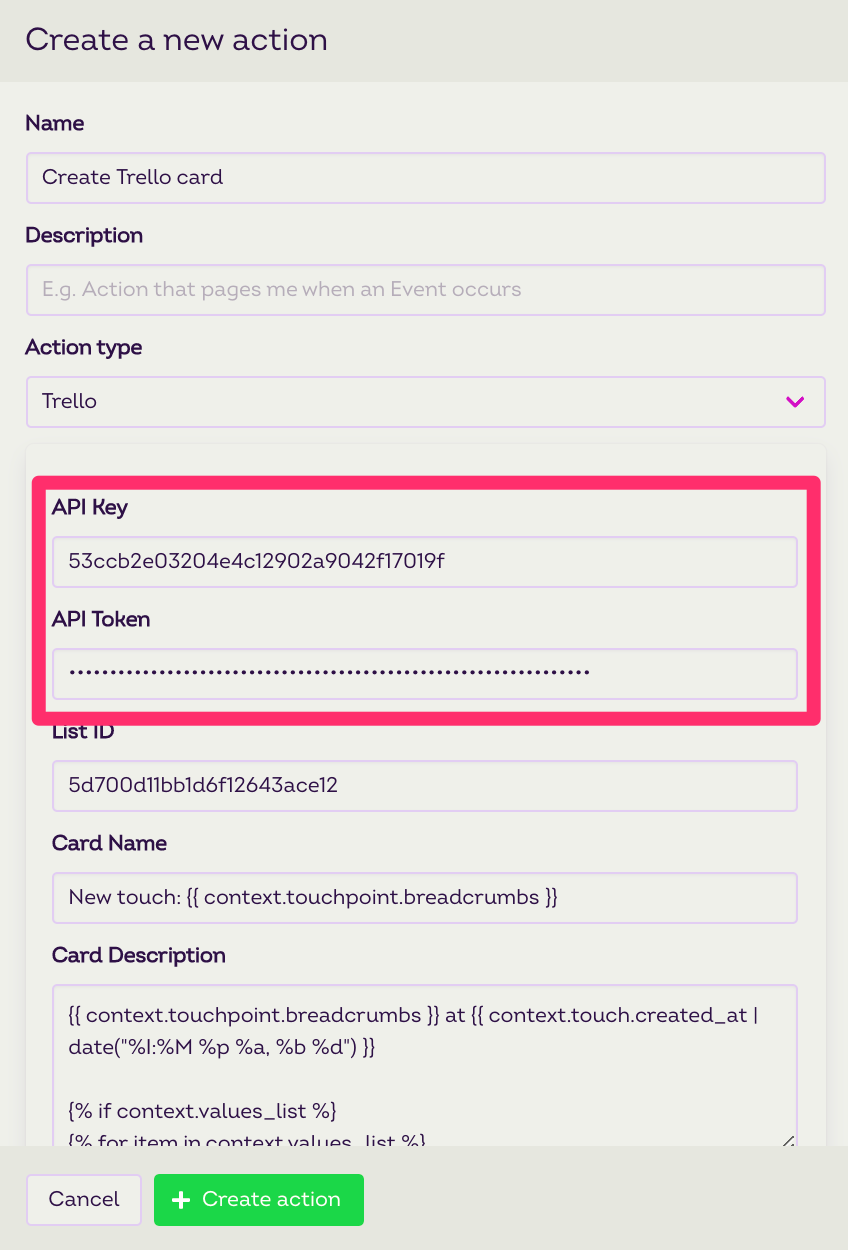 Create a new action
Name
Create Trello card
Description
E.g. Action that pages me when an Event occurs
Action type
Trello
API Key
53ccb2e03204e4c12902a9042f17019f
API Token
List ID
5d700d11bb1d6f12643ace12
Card Name
New touch: {{ context.touchpoint.breadcrumbs }}
Card Description
{{ context.touchpoint.breadcrumbs }} at {{ context.touch.created_at |
date("%I:%M %p %a, %b %d") }}
{% if context.values_list %}
{% for item in context.values_list %}
Cancel
+ Create action